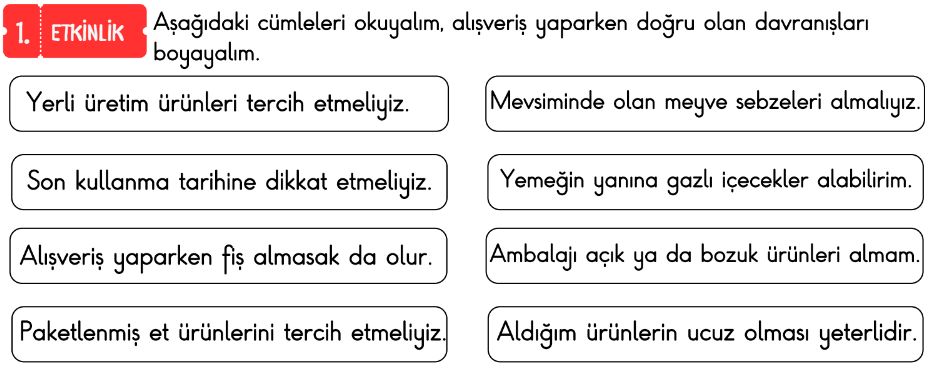 1. ETKİNLİK Aşağıdaki cümleleri okuyalım, alışveriş yaparken doğru olan davranışları
boyayalım.
Yerli üretim ürünleri tercih etmeliyiz.
Mevsiminde olan meyve sebzeleri almalıyız.
Son kullanma tarihine dikkat etmeliyiz.
Yemeğin yanına gazlı içecekler alabilirim.
Alışveriş yaparken fiş almasak da olur.
Ambalajı açık ya da bozuk ürünleri almam.
Paketlenmiş et ürünlerini tercih etmeliyiz.
Aldığım ürünlerin ucuz olması yeterlidir.